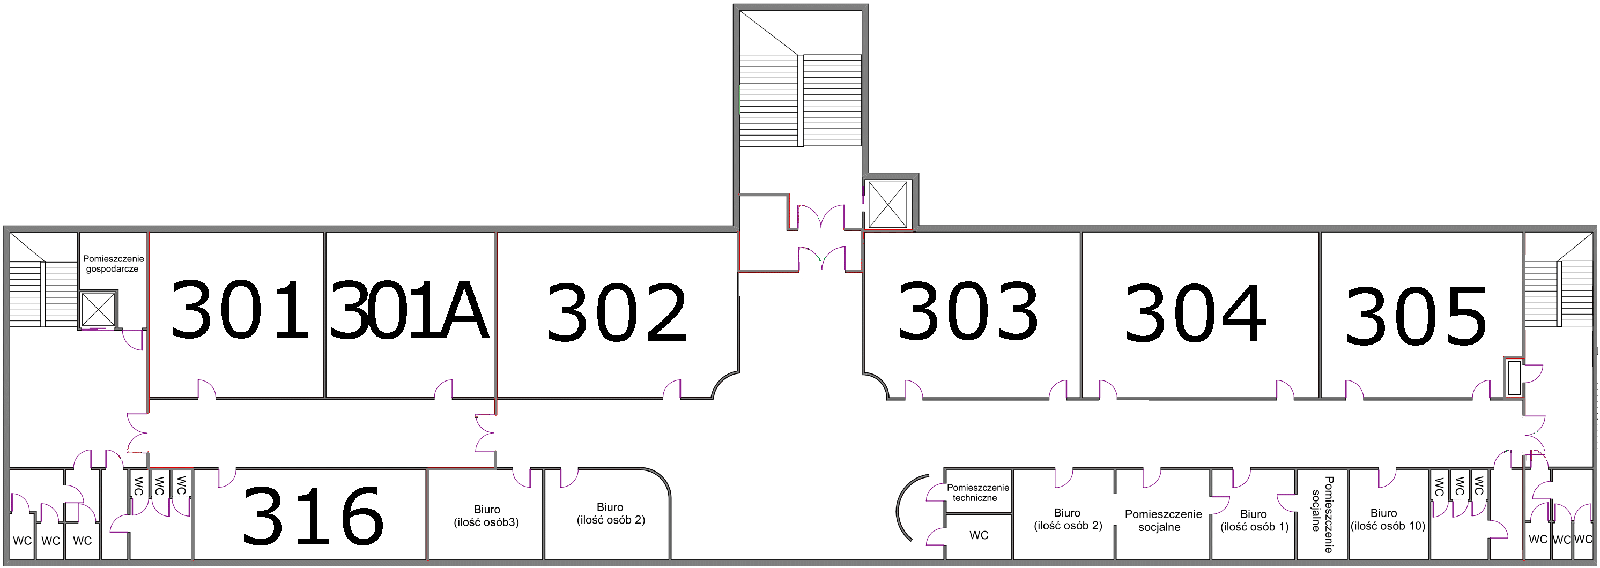 Pomieszczenie
gospodarcze
301
301A
302
303
304
305
WC
WC
WC
WC
WC
WC
316
Biuro
(ilość osób3)
Biuro
(ilość osób 2)
Pomieszczenie
techniczne
WC
Biuro
(ilość osób 2)
Pomieszczenie
socjalne
Biuro
(ilość osób 1)
Pomieszczenie
socjalne
Biuro
(ilość osób 10)
WC
WC
WC
WC
WC
WC